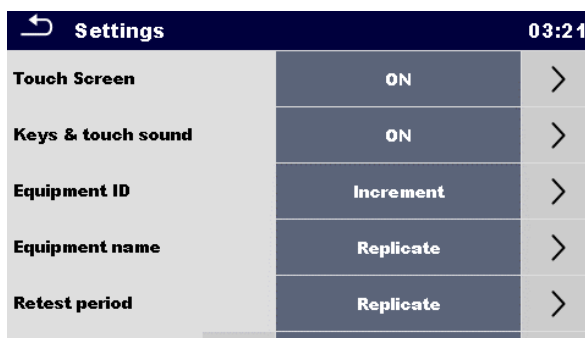 Settings 03:21
Touch Screen ON
Keys & touch sound ON
Equipment ID Increment
Equipment name Replicate
Retest period Replicate